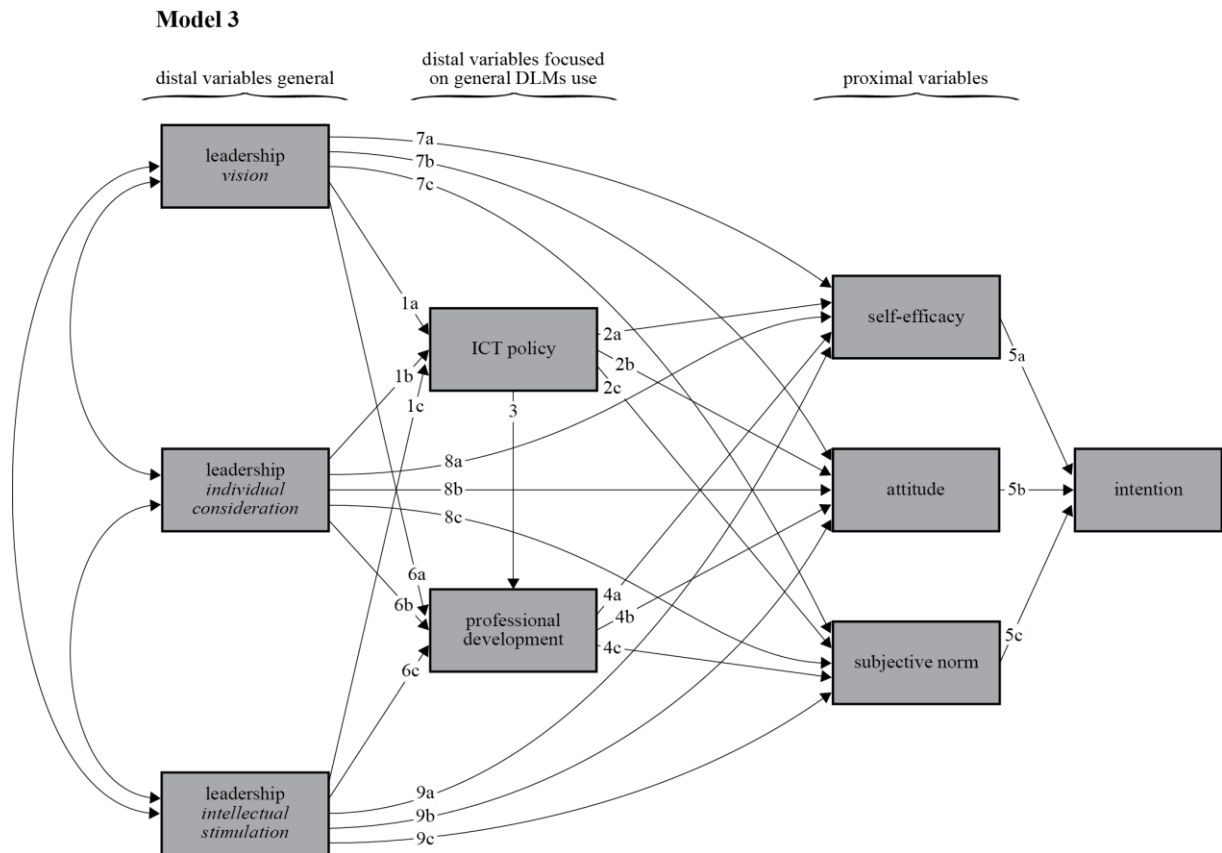 Model 3
distal variables general
distal variables focused
on general DLMs use
proximal variables
leadership
vision
7a
7b
7c
1a
ICT policy
2a
2b
2c
self-efficacy
5a
1b
1c
3
leadership
individual
consideration
8a
8b
8c
attitude
5b
intention
6a
6b
professional
development
4a
4b
4c
subjective norm
5c
6c
leadership
intellectual
stimulation
9a
9b
9c